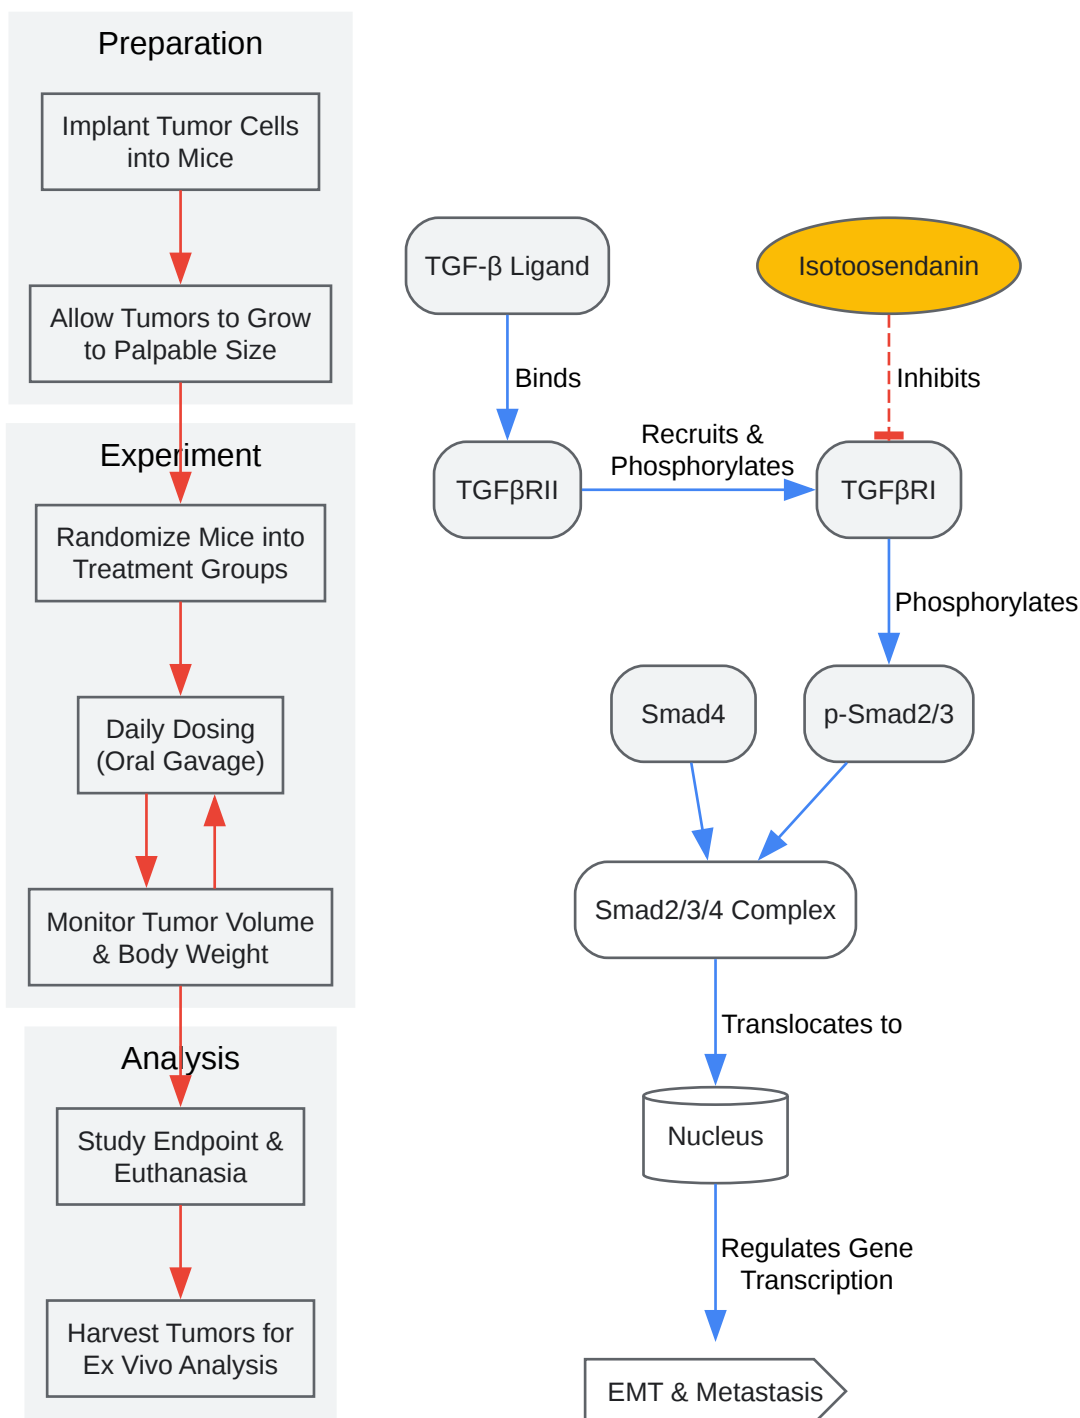 Preparation
Implant Tumor Cells
into Mice
Allow Tumors to Grow
to Palpable Size
Experiment
Randomize Mice into
Treatment Groups
Daily Dosing
(Oral Gavage)
Monitor Tumor Volume
& Body Weight
Analysis
Study Endpoint &
Euthanasia
Harvest Tumors for
Ex Vivo Analysis
TGF-β Ligand
Isotoosendanin
Binds
Inhibits
Recruits &
Phosphorylates
TGFβRII
TGFβRI
Phosphorylates
Smad4
p-Smad2/3
Smad2/3/4 Complex
Translocates to
Nucleus
Regulates Gene
Transcription
EMT & Metastasis